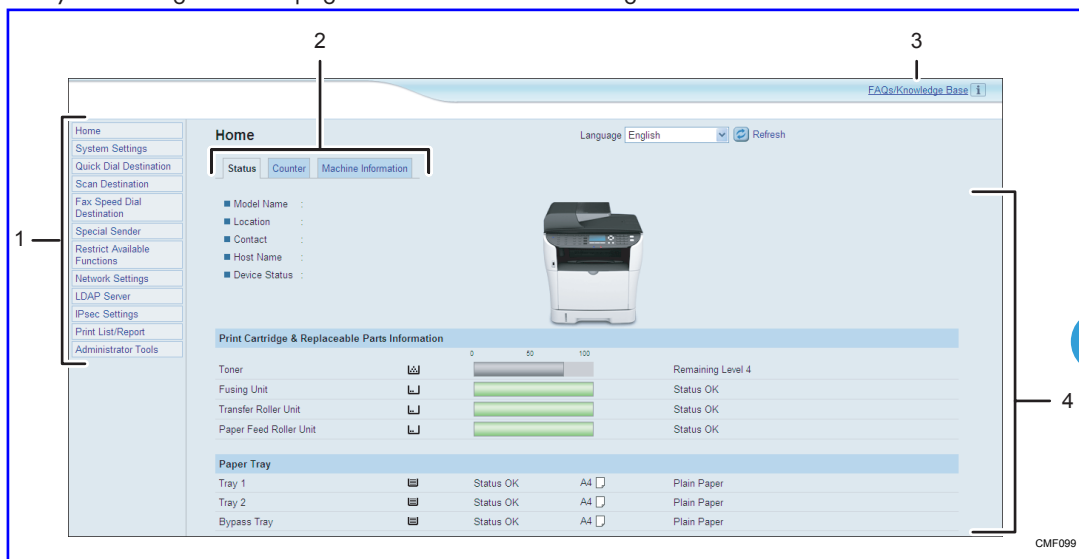 2
3
FAQs/Knowledge Base i
1
Home
System Settings
Quick Dial Destination
Scan Destination
Fax Speed Dial
Destination
Special Sender
Restrict Available
Functions
Network Settings
LDAP Server
IPsec Settings
Print List/Report
Administrator Tools
Home
Language English Refresh
Status Counter Machine Information
Model Name :
Location :
Contact :
Host Name :
Device Status :
Print Cartridge & Replaceable Parts Information
0 50 100
Toner Remaining Level 4
Fusing Unit Status OK
Transfer Roller Unit Status OK
Paper Feed Roller Unit Status OK
Paper Tray
Tray 1 Status OK A4 Plain Paper
Tray 2 Status OK A4 Plain Paper
Bypass Tray Status OK A4 Plain Paper
4
CMF099